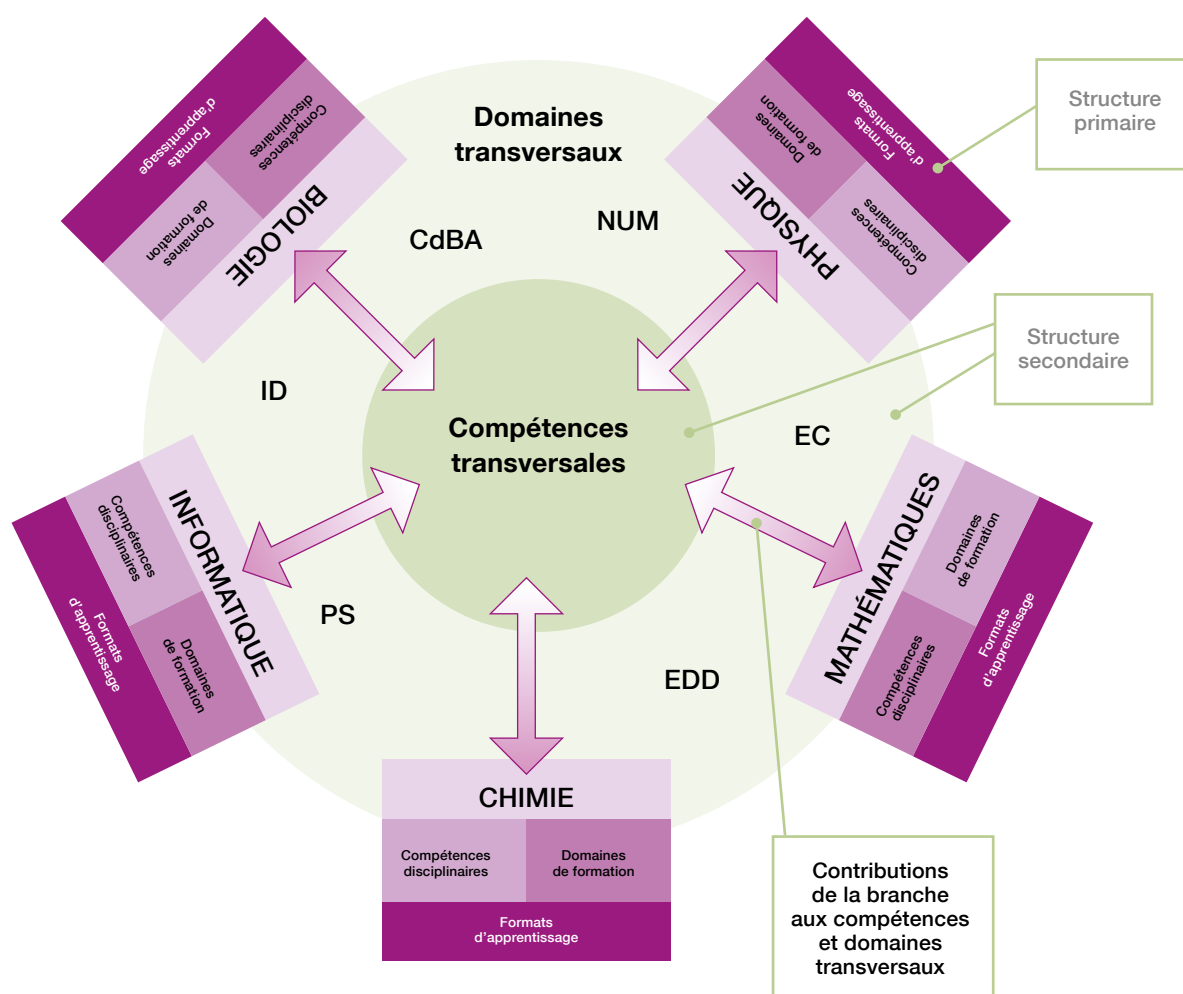 Formats
d'apprentissage
Compétences
disciplinaires
Domaines
de formation
BIOLOGIE
Domaines
transversaux
Formats
d'apprentissage
Domaines
de formation
Compétences
disciplinaires
PHYSIQUE
Structure
primaire
CdBA
NUM
Structure
secondaire
ID
EC
Compétences
transversales
INFORMATIQUE
Compétences
disciplinaires
Domaines
de formation
Formats
d'apprentissage
MATHÉMATIQUES
Domaines
de formation
Compétences
disciplinaires
Formats
d'apprentissage
PS
EDD
CHIMIE
Compétences
disciplinaires
Domaines
de formation
Formats
d'apprentissage
Contributions
de la branche
aux compétences
et domaines
transversaux